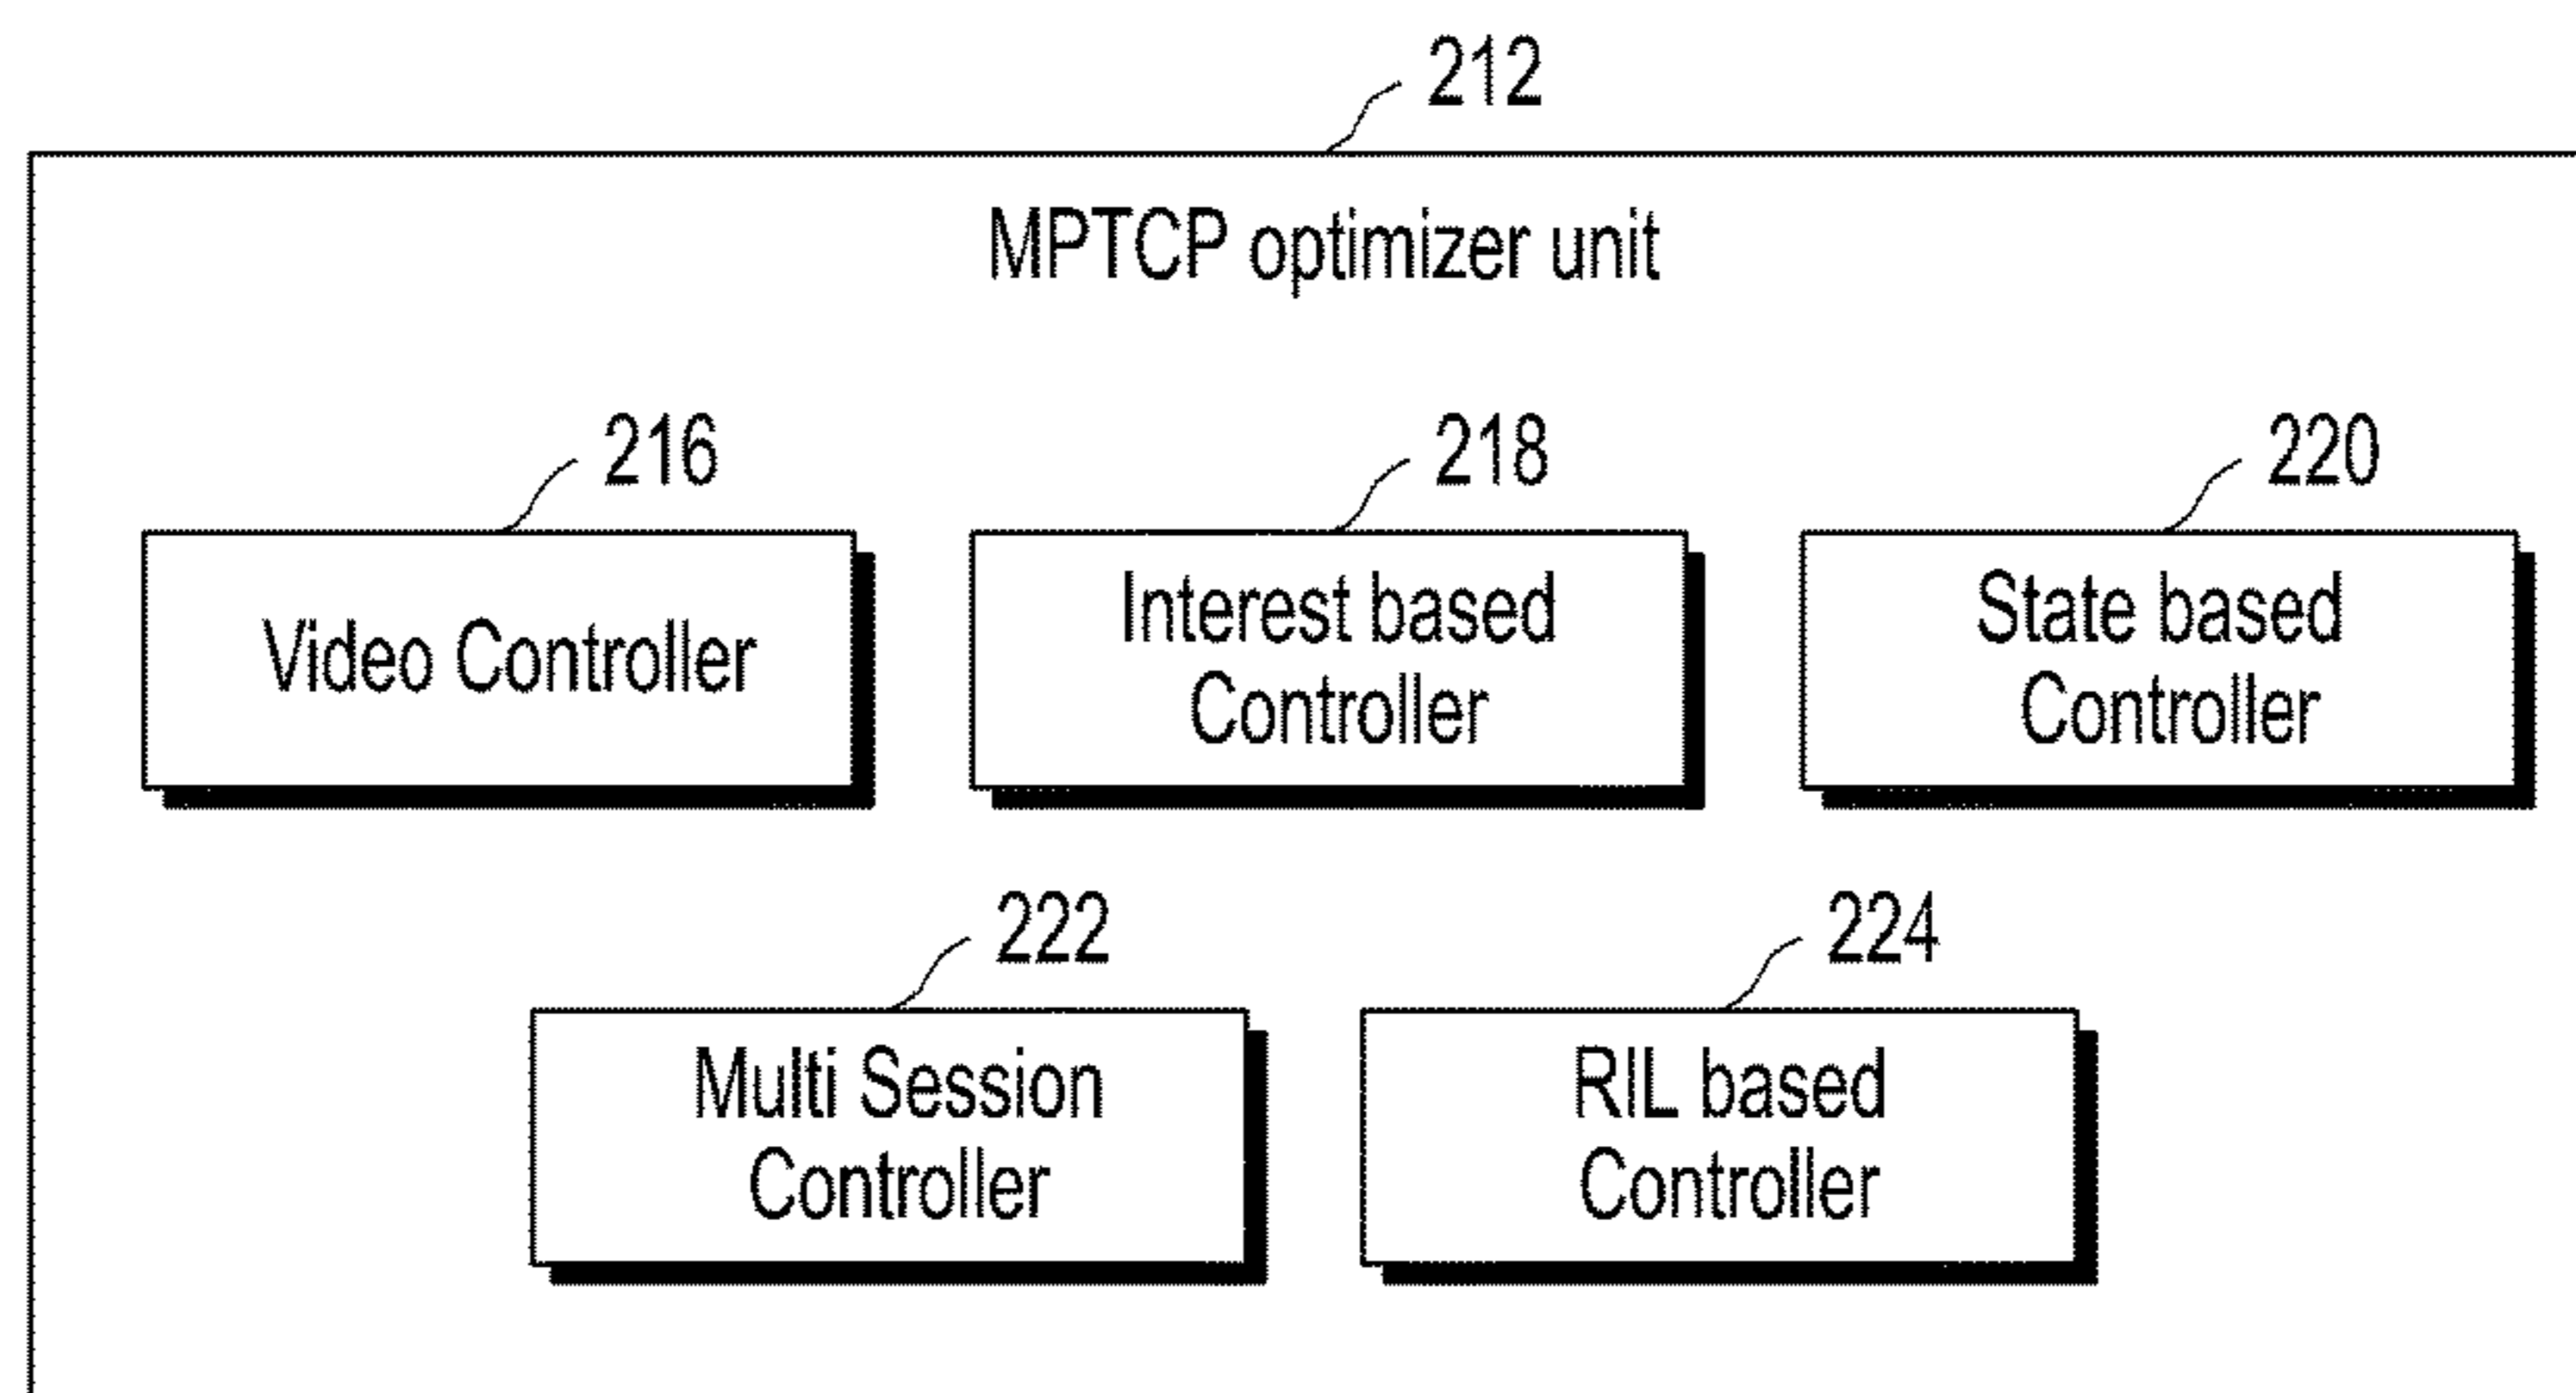 212
MPTCP optimizer unit
216
218
220
Video Controller
Interest based
Controller
State based
Controller
222
224
Multi Session
Controller
RIL based
Controller